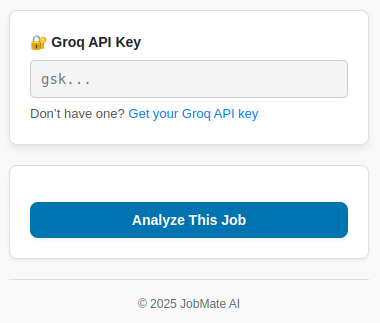 🔐 Groq API Key
gsk...
Don't have one? Get your Groq API key
Analyze This Job
© 2025 JobMate AI